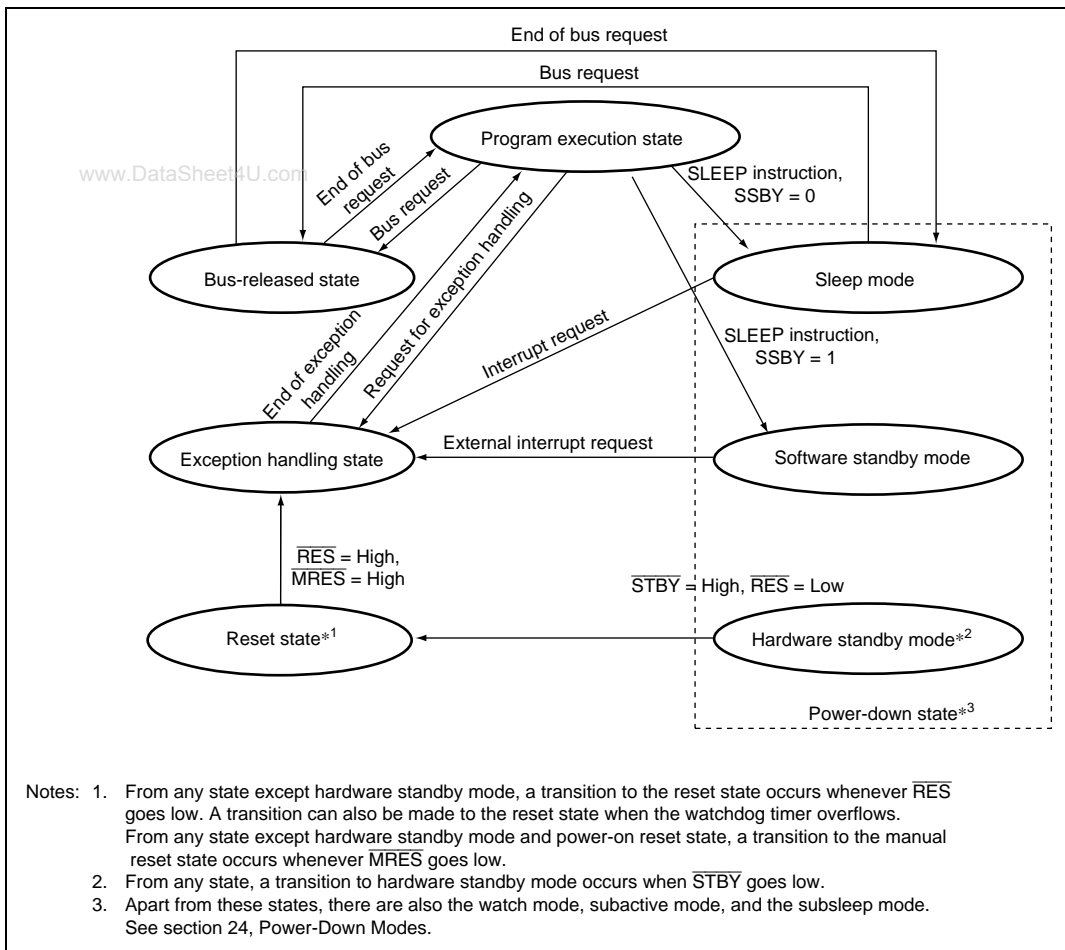 End of bus request
Bus request
Program execution state
www.DataSheet4U.com
End of bus
request
Bus request
Request for exception handling
SLEEP instruction,
SSBY = 0
Bus-released state
Sleep mode
End of exception
handling
Interrupt request
SLEEP instruction,
SSBY = 1
Exception handling state
External interrupt request
Software standby mode
R̅E̅S̅ = High,
M̅R̅E̅S̅ = High
S̅T̅B̅Y̅ = High, R̅E̅S̅ = Low
Reset state*1
Hardware standby mode*2
Power-down state*3
Notes: 1. From any state except hardware standby mode, a transition to the reset state occurs whenever R̅E̅S̅
goes low. A transition can also be made to the reset state when the watchdog timer overflows.
From any state except hardware standby mode and power-on reset state, a transition to the manual
reset state occurs whenever M̅R̅E̅S̅ goes low.
2. From any state, a transition to hardware standby mode occurs when S̅T̅B̅Y̅ goes low.
3. Apart from these states, there are also the watch mode, subactive mode, and the subsleep mode.
See section 24, Power-Down Modes.